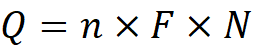 Q = n × F × N